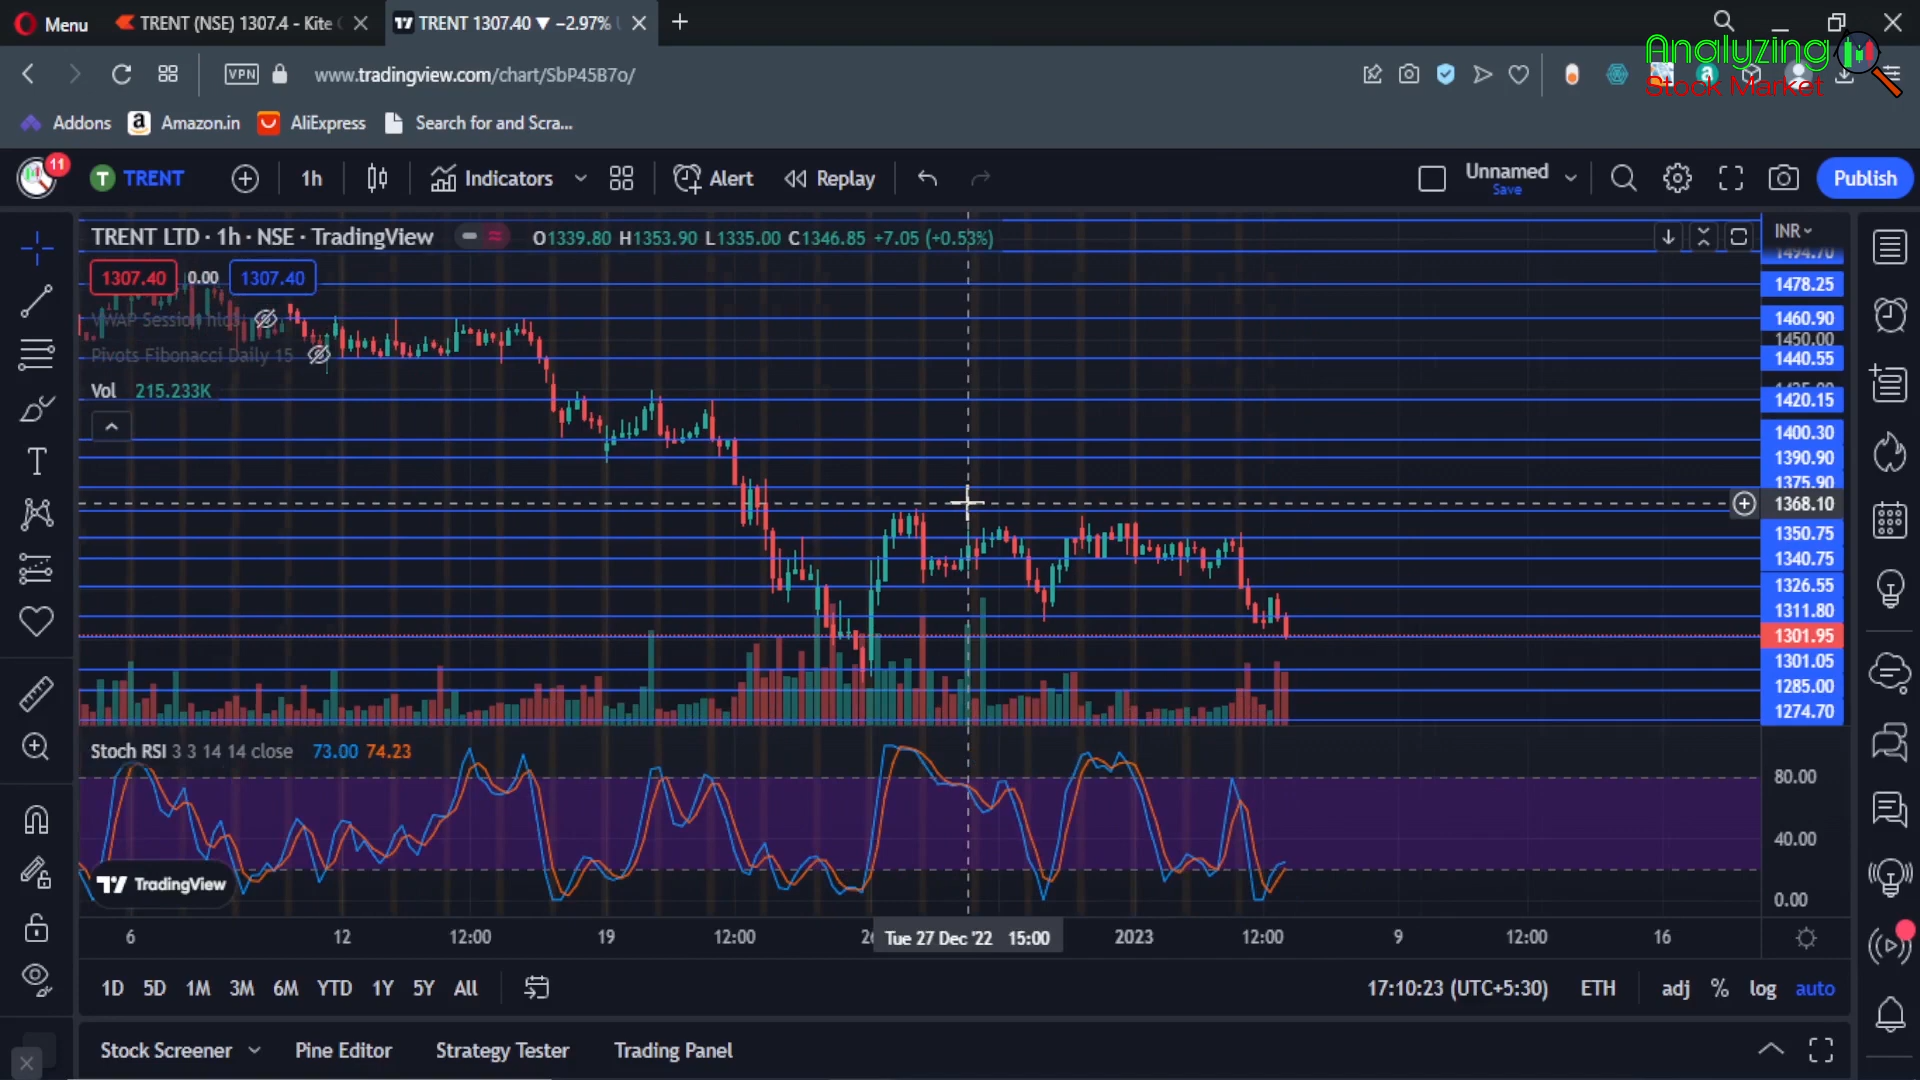 Menu
TRENT (NSE) 1307.4 - Kite
TRENT 1307.40 ▼ −2.97%
Analyzing
Stock Market
VPN
www.tradingview.com/chart/SbP45B7o/
Addons
a Amazon.in
AliExpress
Search for and Scra...
11
T TRENT
1h
Indicators
Alert
Replay
Unnamed
Save
Publish
TRENT LTD · 1h · NSE · TradingView
O1339.80 H1353.90 L1335.00 C1346.85 +7.05 (+0.53%)
INR
1494.70
1307.40 0.00 1307.40
1478.25
VWAP Session hlc3
1460.90
1450.00
Pivots Fibonacci Daily 15
1440.55
Vol 215.233K
1425.00
1420.15
1400.30
1390.90
1375.90
1368.10
1350.75
1340.75
1326.55
1311.80
1301.95
1301.05
1285.00
1274.70
Stoch RSI 3 3 14 14 close 73.00 74.23
80.00
40.00
TradingView
0.00
6 12 12:00 19 12:00 Tue 27 Dec '22 15:00 2023 12:00 9 12:00 16
1D 5D 1M 3M 6M YTD 1Y 5Y All
17:10:23 (UTC+5:30) ETH adj % log auto
Stock Screener Pine Editor Strategy Tester Trading Panel